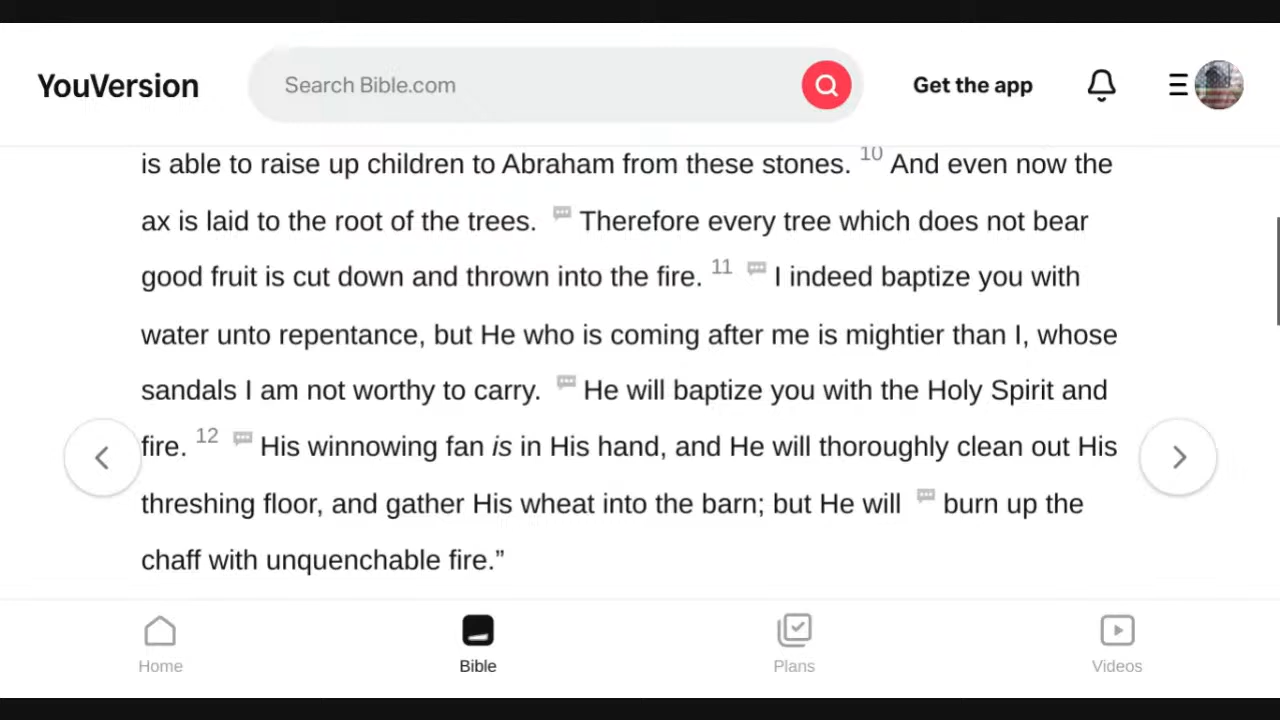 YouVersion
Search Bible.com
Get the app
is able to raise up children to Abraham from these stones. 10 And even now the
ax is laid to the root of the trees. Therefore every tree which does not bear
good fruit is cut down and thrown into the fire. 11 I indeed baptize you with
water unto repentance, but He who is coming after me is mightier than I, whose
sandals I am not worthy to carry. He will baptize you with the Holy Spirit and
fire. 12 His winnowing fan is in His hand, and He will thoroughly clean out His
threshing floor, and gather His wheat into the barn; but He will burn up the
chaff with unquenchable fire.”
Home
Bible
Plans
Videos